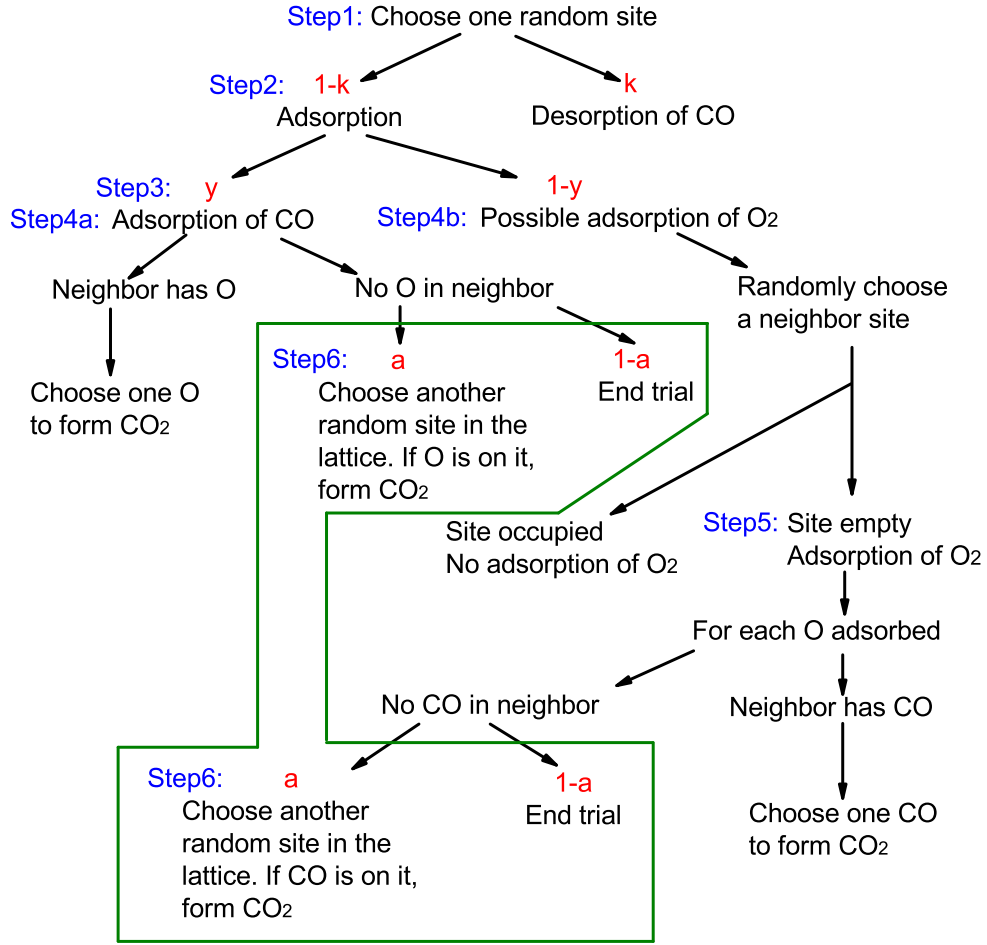 Step1: Choose one random site
Step2: 1-k
k
Adsorption
Desorption of CO
Step3: y
1-y
Step4a: Adsorption of CO
Step4b: Possible adsorption of O2
Neighbor has O
No O in neighbor
Randomly choose
a neighbor site
Step6: a
1-a
Choose one O
to form CO2
Choose another
random site in the
lattice. If O is on it,
form CO2
End trial
Site occupied
No adsorption of O2
Step5: Site empty
Adsorption of O2
For each O adsorbed
No CO in neighbor
Neighbor has CO
Step6: a
1-a
Choose another
random site in the
lattice. If CO is on it,
form CO2
End trial
Choose one CO
to form CO2